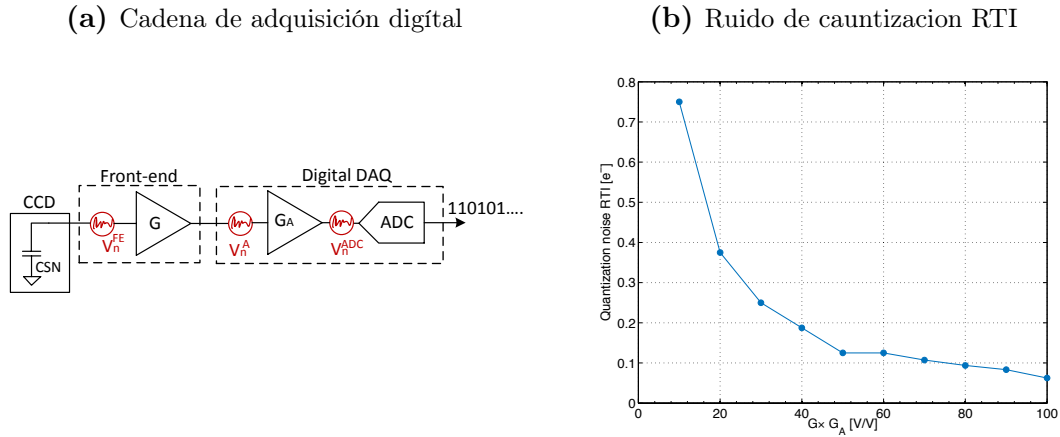 (a) Cadena de adquisición digítal
CCD
CSN
Front-end
V_n^FE
G
Digital DAQ
V_n^A
G_A
V_n^ADC
ADC
110101....
(b) Ruido de cauntizacion RTI
Quantization noise RTI [e⁻]
0.8
0.7
0.6
0.5
0.4
0.3
0.2
0.1
0
0 20 40 60 80 100
G× G_A [V/V]